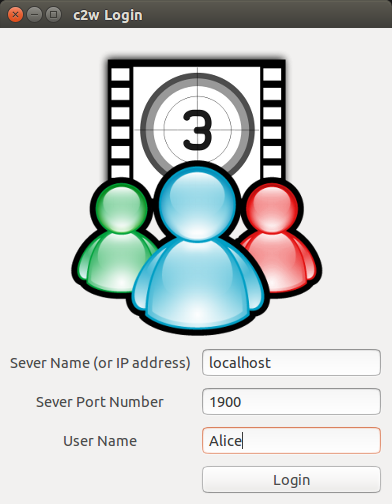 c2w Login
3
Sever Name (or IP address) localhost
Sever Port Number 1900
User Name Alice
Login